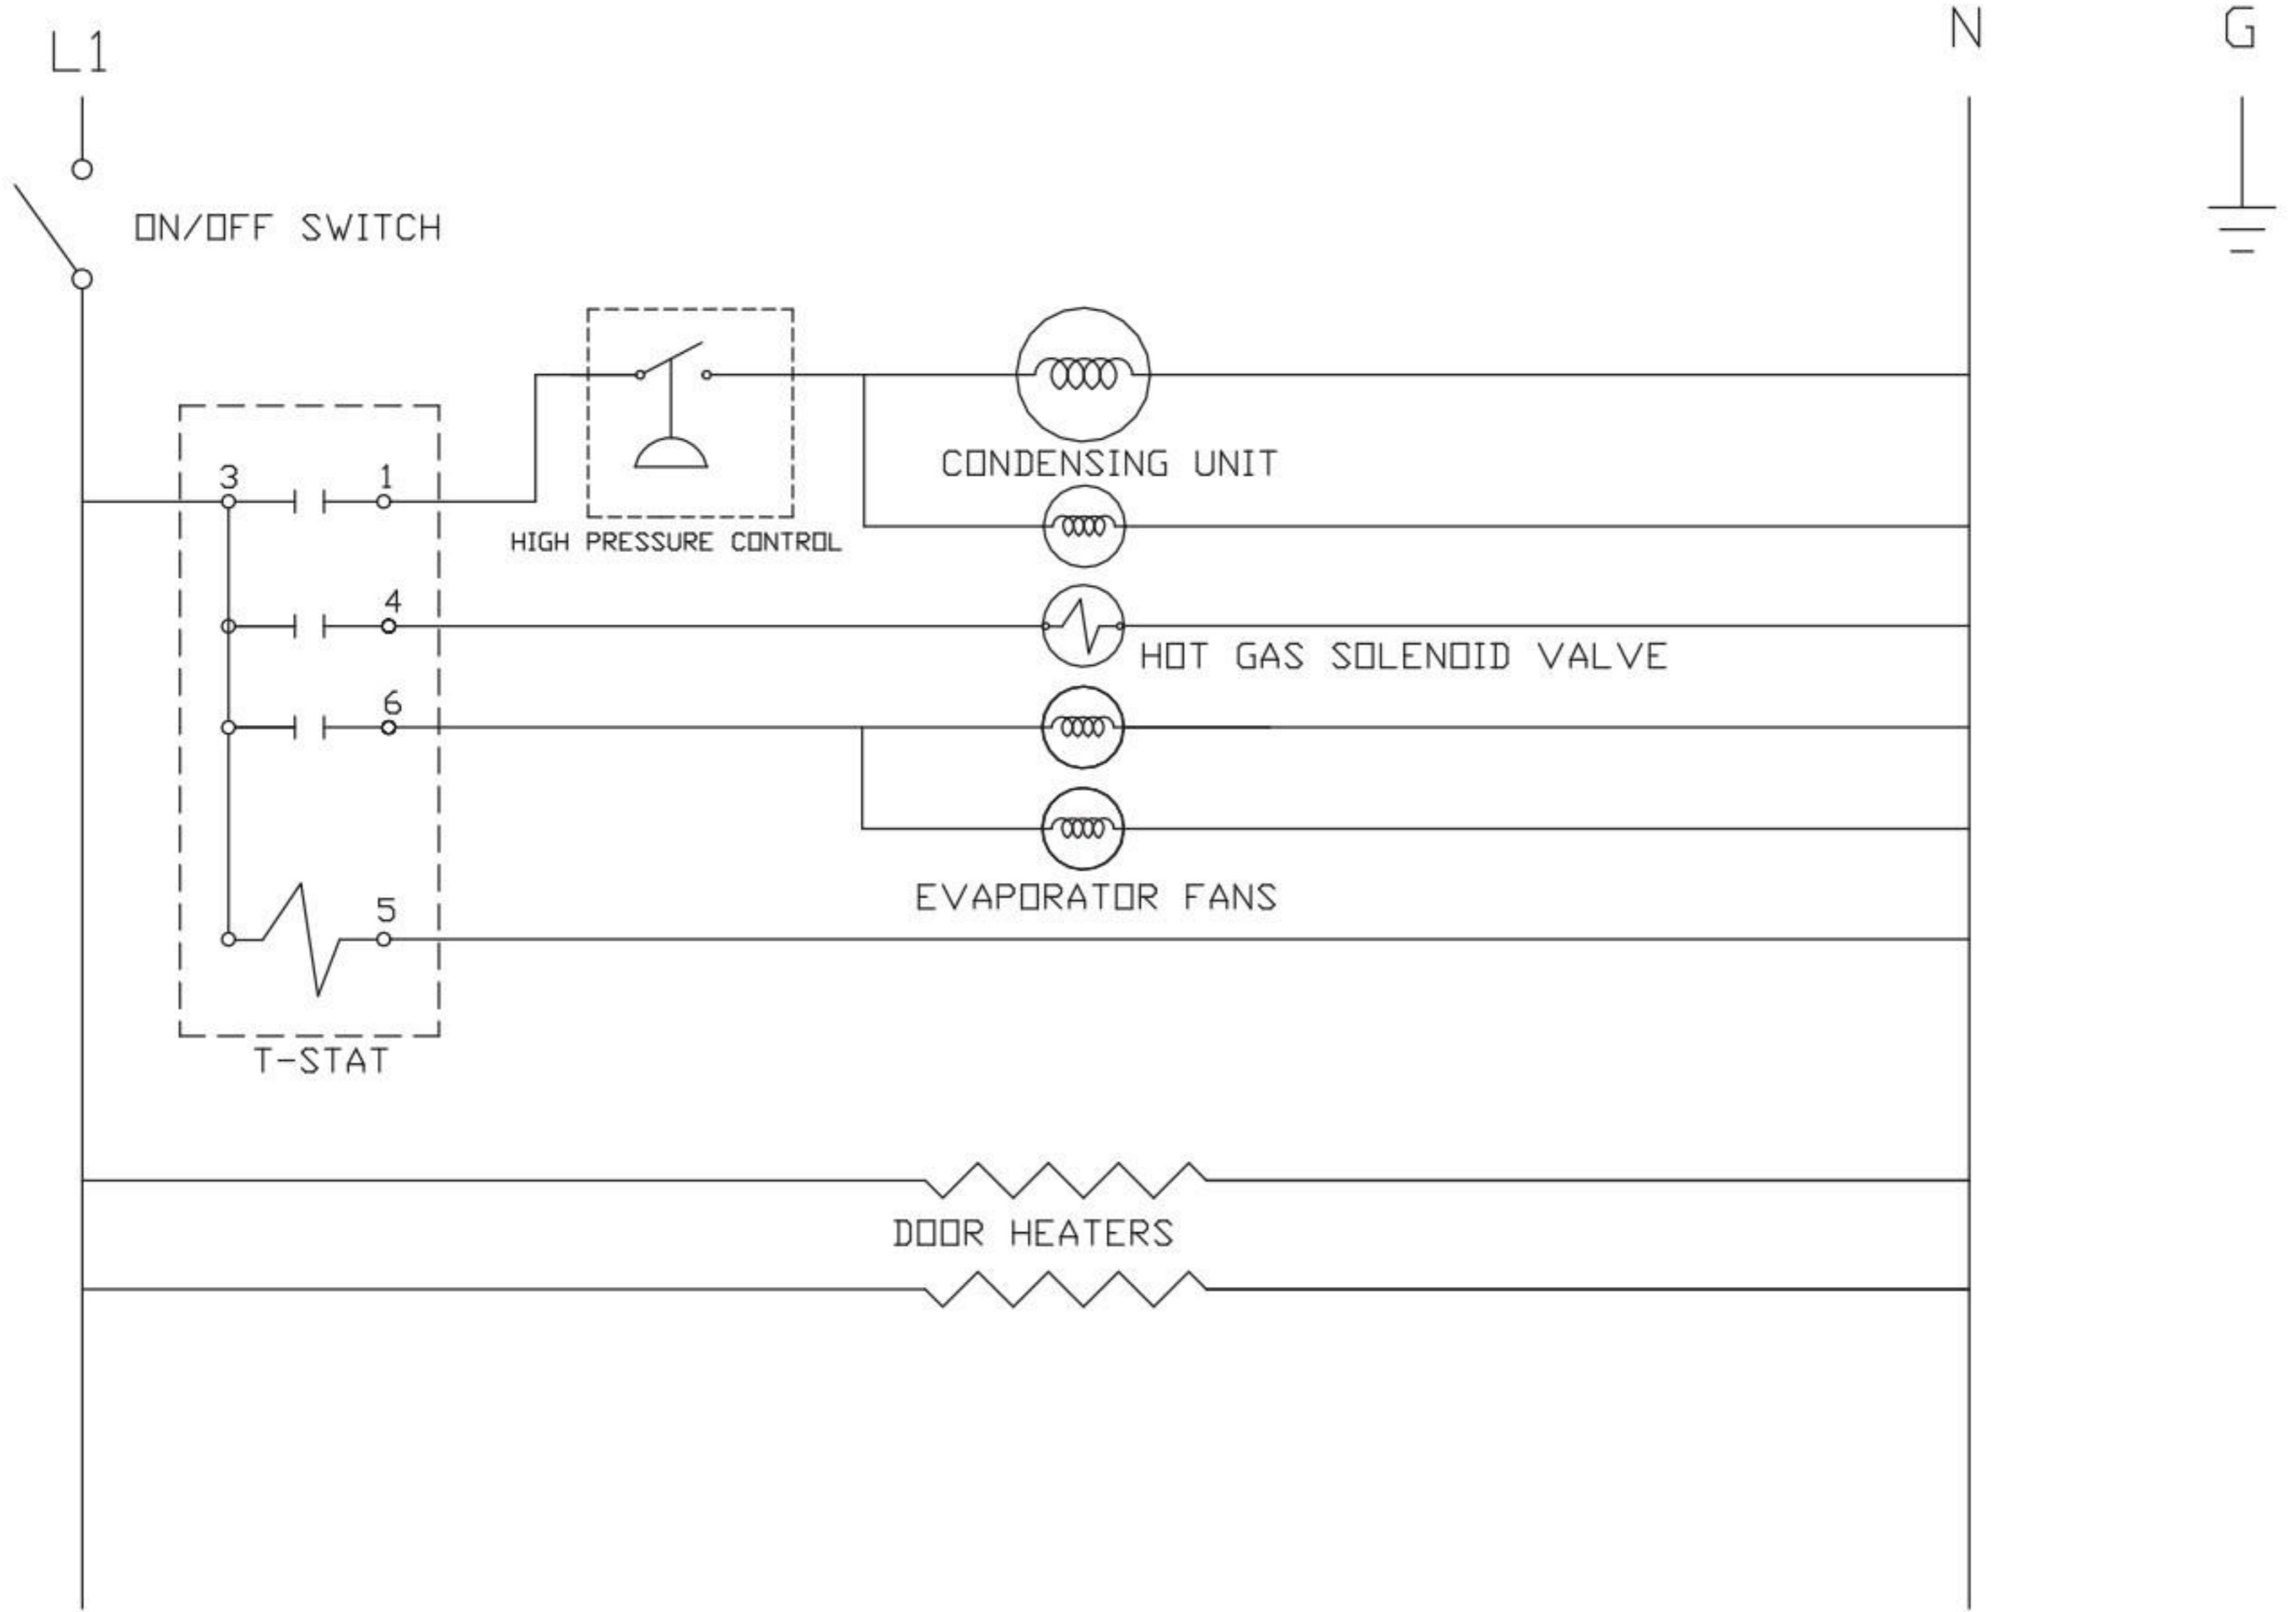 L1
N
G
ON/OFF SWITCH
CONDENSING UNIT
3
1
HIGH PRESSURE CONTROL
4
HOT GAS SOLENOID VALVE
6
EVAPORATOR FANS
5
T-STAT
DOOR HEATERS